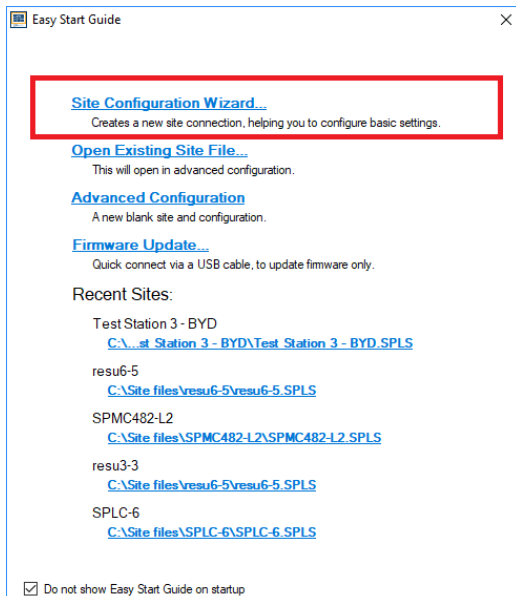 Easy Start Guide
Site Configuration Wizard...
Creates a new site connection, helping you to configure basic settings.
Open Existing Site File...
This will open in advanced configuration.
Advanced Configuration
A new blank site and configuration.
Firmware Update...
Quick connect via a USB cable, to update firmware only.
Recent Sites:
Test Station 3 - BYD
C:\...st Station 3 - BYD\Test Station 3 - BYD.SPLS
resu6-5
C:\Site files\resu6-5\resu6-5.SPLS
SPMC482-L2
C:\Site files\SPMC482-L2\SPMC482-L2.SPLS
resu3-3
C:\Site files\resu6-5\resu6-5.SPLS
SPLC-6
C:\Site files\SPLC-6\SPLC-6.SPLS
Do not show Easy Start Guide on startup